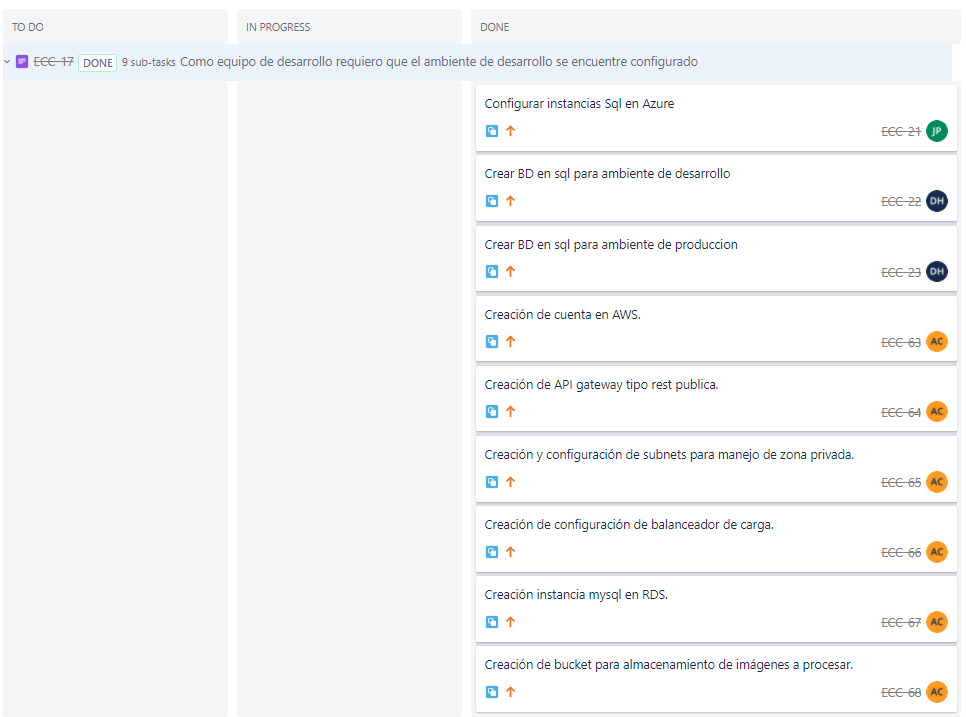 TO DO
IN PROGRESS
DONE
ECC-17 DONE 9 sub-tasks Como equipo de desarrollo requiero que el ambiente de desarrollo se encuentre configurado
Configurar instancias Sql en Azure
ECC-21 JP
Crear BD en sql para ambiente de desarrollo
ECC-22 DH
Crear BD en sql para ambiente de produccion
ECC-23 DH
Creación de cuenta en AWS.
ECC-63 AC
Creación de API gateway tipo rest publica.
ECC-64 AC
Creación y configuración de subnets para manejo de zona privada.
ECC-65 AC
Creación de configuración de balanceador de carga.
ECC-66 AC
Creación instancia mysql en RDS.
ECC-67 AC
Creación de bucket para almacenamiento de imágenes a procesar.
ECC-68 AC